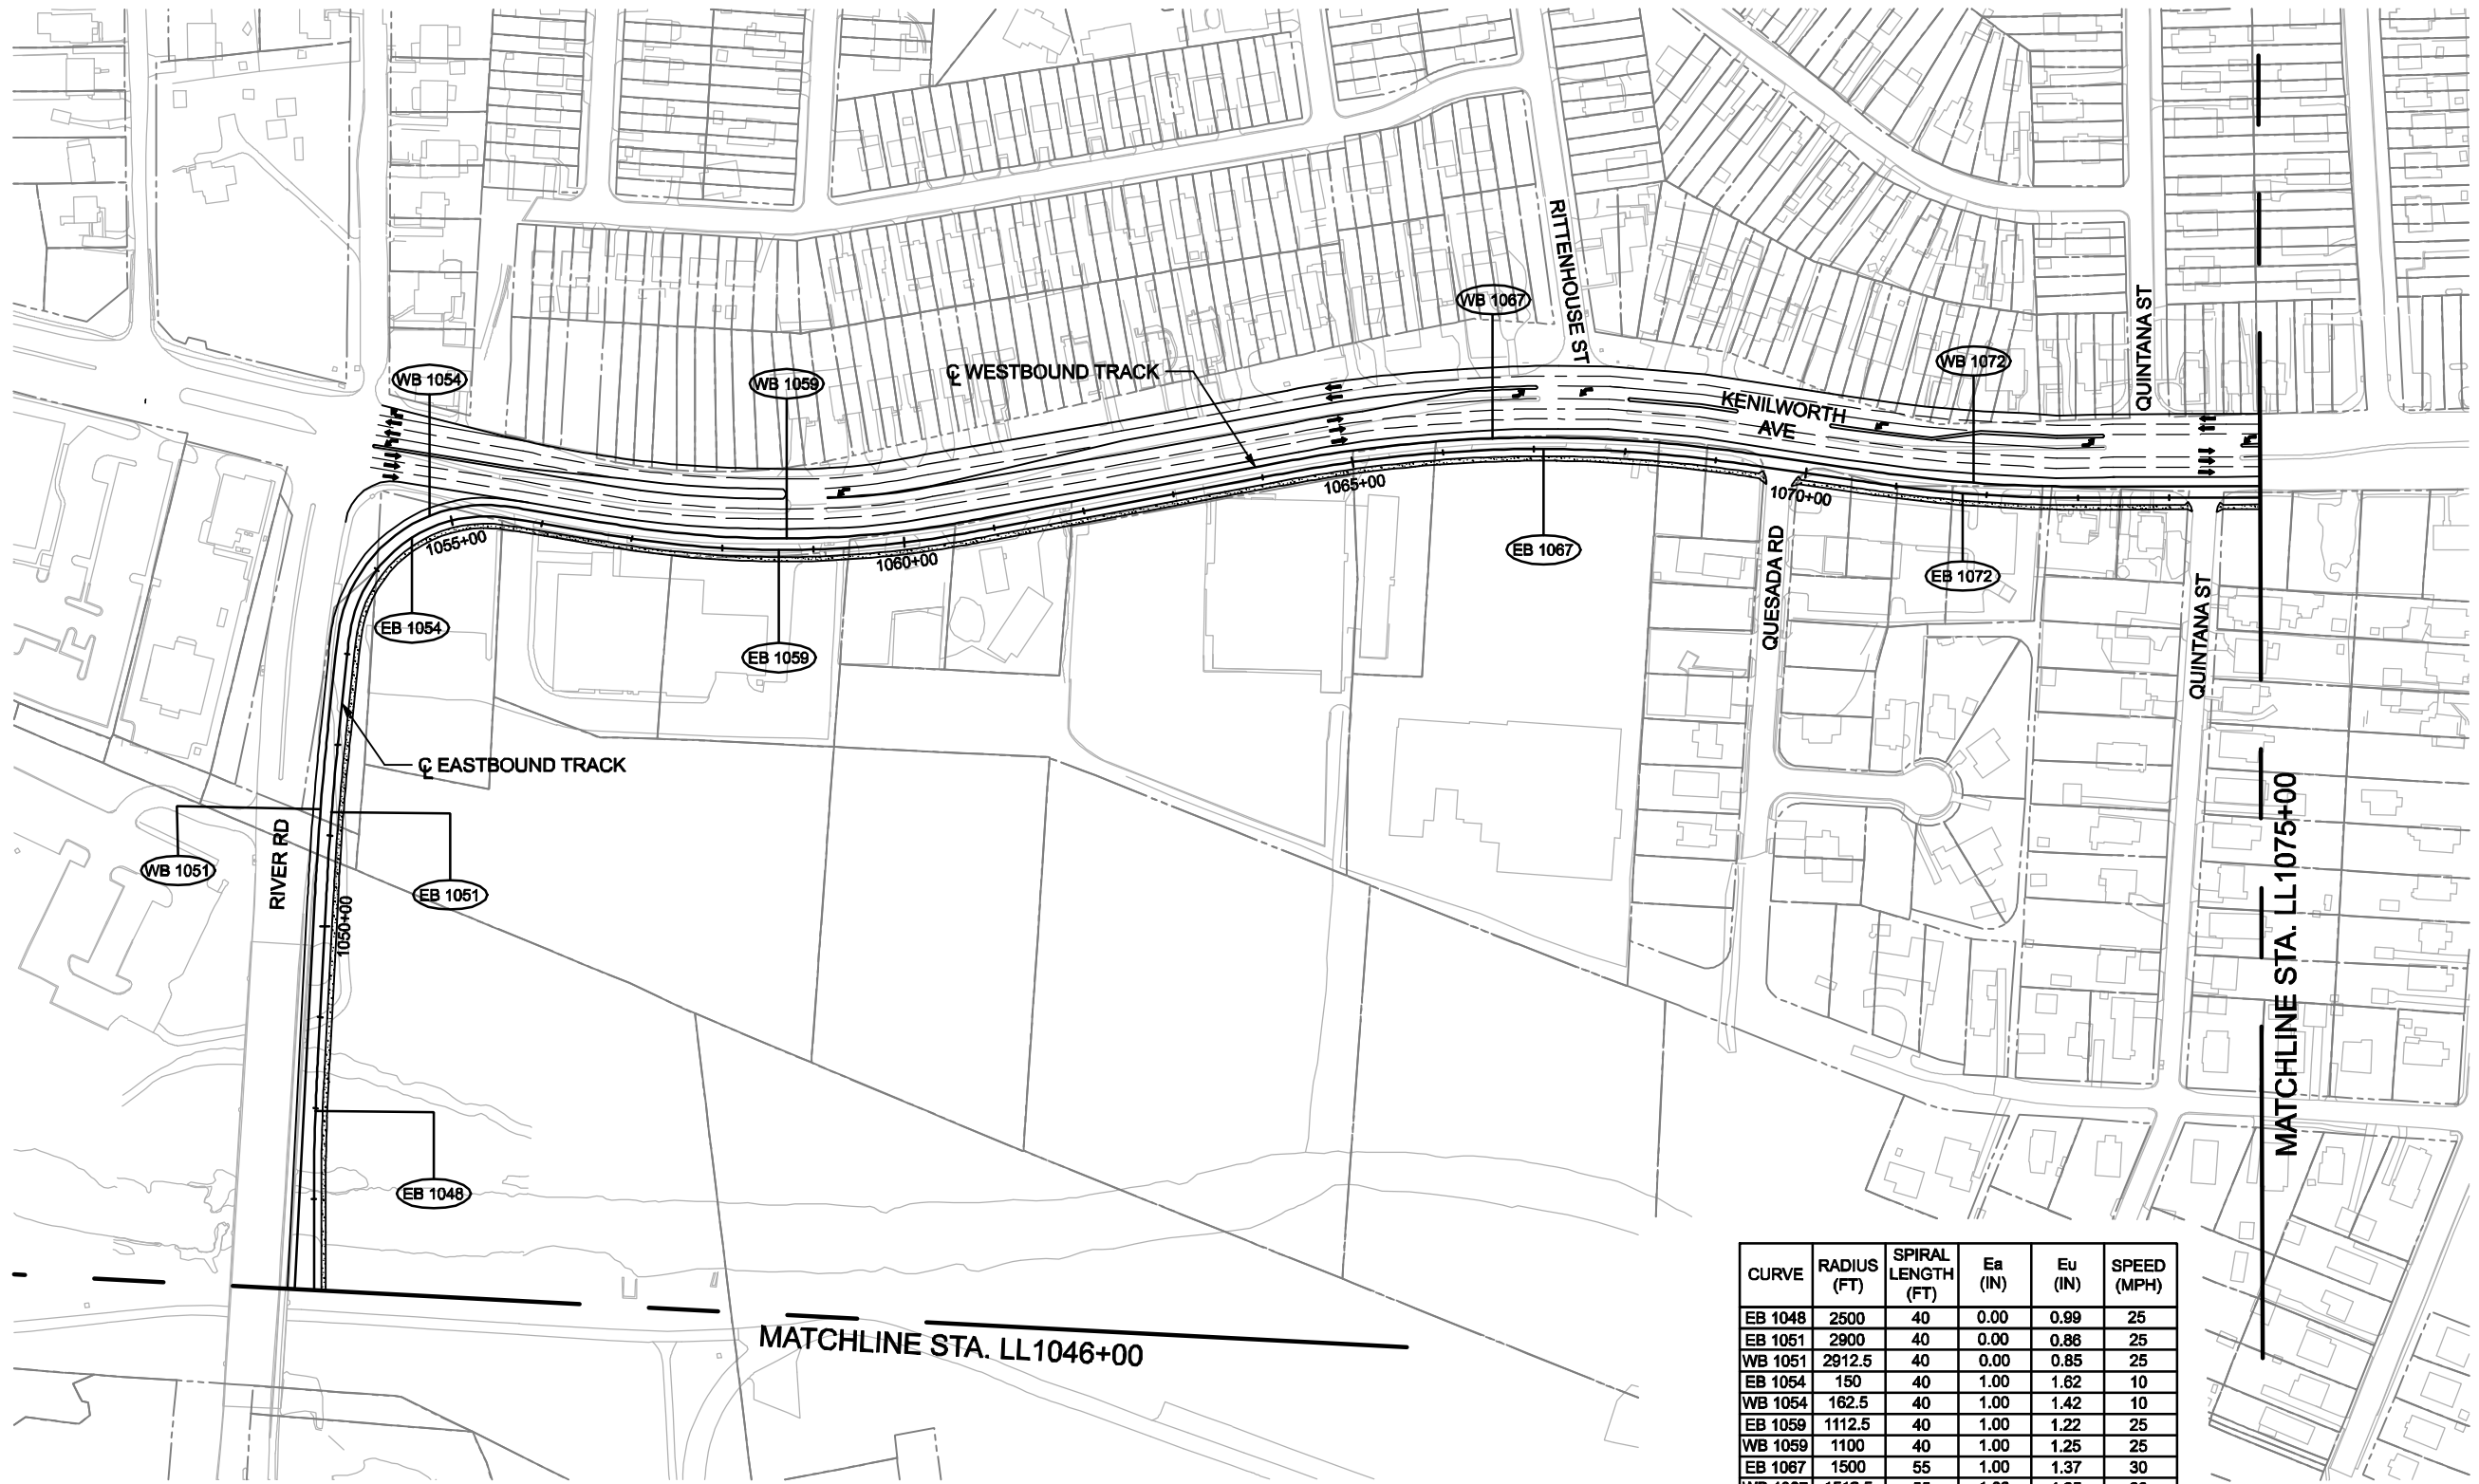 RITTENHOUSE ST
WB 1067
QUINTANA ST
WB 1054
WB 1059
℄ WESTBOUND TRACK
WB 1072
KENILWORTH
AVE
1065+00
1070+00
1055+00
1060+00
EB 1067
QUESADA RD
EB 1072
EB 1054
EB 1059
QUINTANA ST
℄ EASTBOUND TRACK
RIVER RD
WB 1051
EB 1051
1050+00
MATCHLINE STA. LL1075+00
EB 1048
MATCHLINE STA. LL1046+00
CURVE RADIUS (FT) SPIRAL LENGTH (FT) Ea (IN) Eu (IN) SPEED (MPH)
EB 1048 2500 40 0.00 0.99 25
EB 1051 2900 40 0.00 0.86 25
WB 1051 2912.5 40 0.00 0.85 25
EB 1054 150 40 1.00 1.62 10
WB 1054 162.5 40 1.00 1.42 10
EB 1059 1112.5 40 1.00 1.22 25
WB 1059 1100 40 1.00 1.25 25
EB 1067 1500 55 1.00 1.37 30